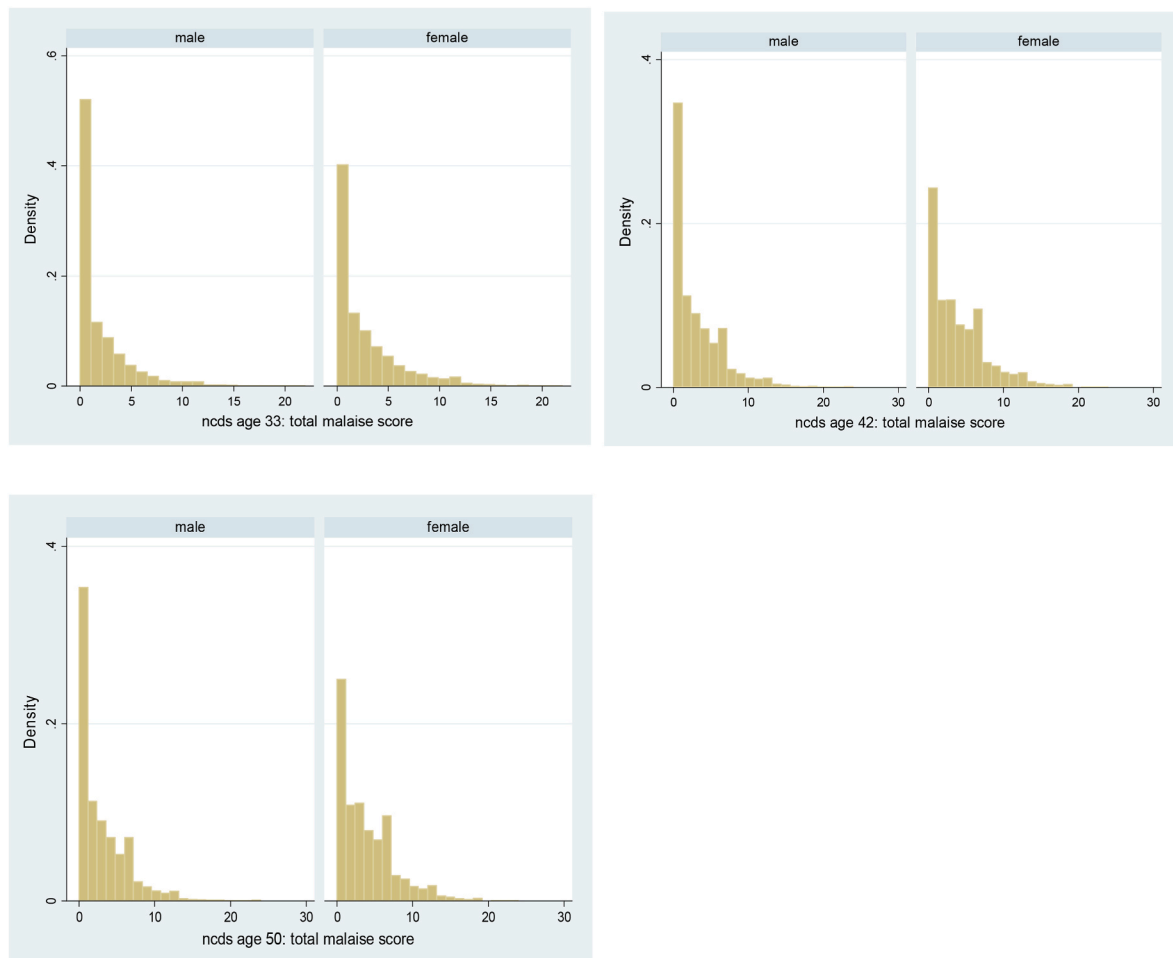 male female
.6
.4
.2
0
Density
0 5 10 15 20 0 5 10 15 20
ncds age 33: total malaise score
male female
.4
.2
0
Density
0 10 20 30 0 10 20 30
ncds age 42: total malaise score
male female
.4
.2
0
Density
0 10 20 30 0 10 20 30
ncds age 50: total malaise score